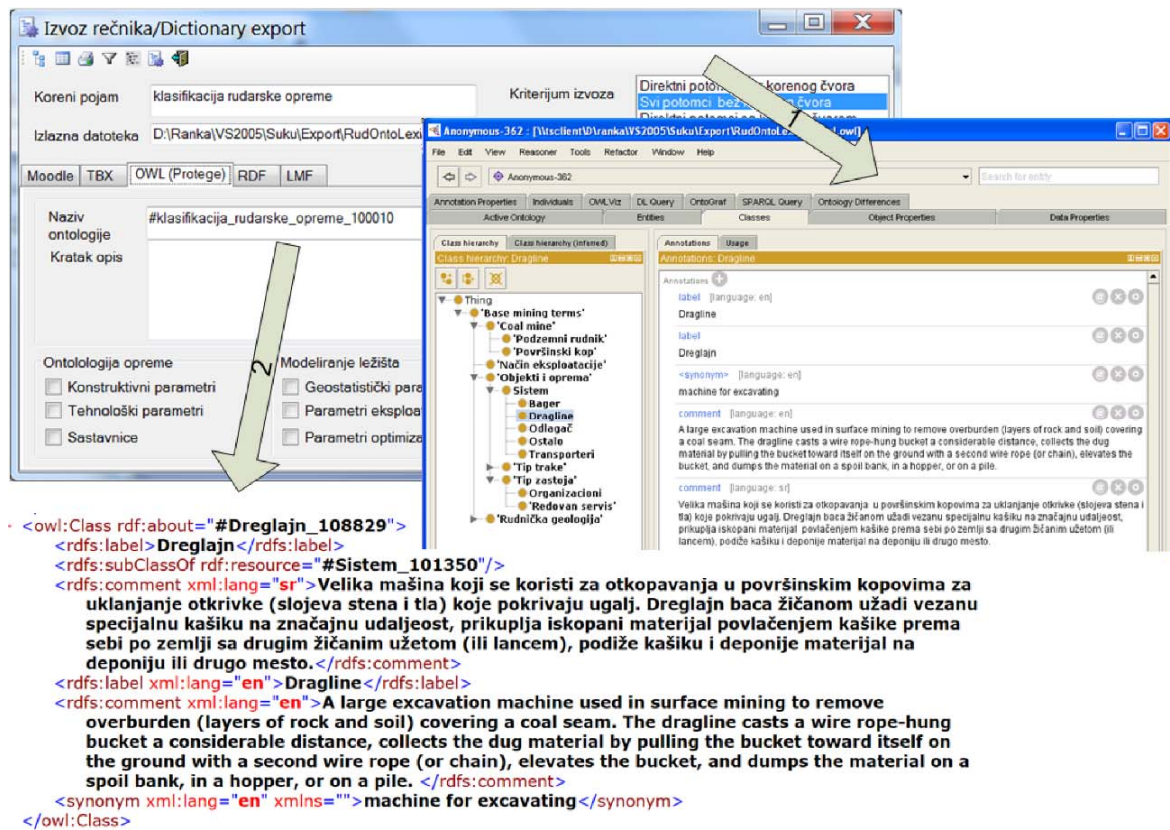 Izvoz rečnika/Dictionary export
Koreni pojam
klasifikacija rudarske opreme
Kriterijum izvoza
Direktni potomci korenog čvora
Svi potomci bez čvora
Izlazna datoteka
D:\Ranka\VS2005\Suku\Export\RudOntoLexi
Moodle TBX OWL (Protege) RDF LMF
Naziv ontologije
#klasifikacija_rudarske_opreme_100010
Kratak opis
Ontolologija opreme
Konstruktivni parametri
Tehnološki parametri
Sastavnice
Modeliranje ležišta
Geostatistički para
Parametri eksploa
Parametri optimiza
1
2
Anonymous-362 : [\\tsclient\D\ranka\VS2005\Suku\Export\RudOntoLex owl]
File Edit View Reasoner Tools Refactor Window Help
Anonymous-362
Search for entity
Annotation Properties Individuals OWLViz DL Query OntoGraf SPARQL Query Ontology Differences
Active Ontology Entities Classes Object Properties Data Properties
Class hierarchy Class hierarchy (inferred)
Class hierarchy: Dragline
Thing
'Base mining terms'
'Coal mine'
'Podzemni rudnik'
'Površinski kop'
'Način eksploatacije'
'Objekti i oprema'
Sistem
Bager
Dragline
Odlagač
Ostalo
Transporteri
'Tip trake'
'Tip zastoja'
Organizacioni
'Redovan servis'
'Rudnička geologija'
Annotations Usage
Annotations: Dragline
Annotations
label [language: en]
Dragline
label
Dreglajn
<synonym> [language: en]
machine for excavating
comment [language: en]
A large excavation machine used in surface mining to remove overburden (layers of rock and soil) covering
a coal seam. The dragline casts a wire rope-hung bucket a considerable distance, collects the dug
material by pulling the bucket toward itself on the ground with a second wire rope (or chain), elevates the
bucket, and dumps the material on a spoil bank, in a hopper, or on a pile.
comment [language: sr]
Velika mašina koji se koristi za otkopavanja u površinskim kopovima za uklanjanje otkrivke (slojeva stena i
tla) koje pokrivaju ugalj. Dreglajn baca žičanom užadi vezanu specijalnu kašiku na značajnu udaljeost,
prikuplja iskopani materijal povlačenjem kašike prema sebi po zemlji sa drugim žičanim užetom (ili
lancem), podiže kašiku i deponije materijal na deponiju ili drugo mesto.
<owl:Class rdf:about="#Dreglajn_108829">
<rdfs:label>Dreglajn</rdfs:label>
<rdfs:subClassOf rdf:resource="#Sistem_101350"/>
<rdfs:comment xml:lang="sr">Velika mašina koji se koristi za otkopavanja u površinskim kopovima za
uklanjanje otkrivke (slojeva stena i tla) koje pokrivaju ugalj. Dreglajn baca žičanom užadi vezanu
specijalnu kašiku na značajnu udaljeost, prikuplja iskopani materijal povlačenjem kašike prema
sebi po zemlji sa drugim žičanim užetom (ili lancem), podiže kašiku i deponije materijal na
deponiju ili drugo mesto.</rdfs:comment>
<rdfs:label xml:lang="en">Dragline</rdfs:label>
<rdfs:comment xml:lang="en">A large excavation machine used in surface mining to remove
overburden (layers of rock and soil) covering a coal seam. The dragline casts a wire rope-hung
bucket a considerable distance, collects the dug material by pulling the bucket toward itself on
the ground with a second wire rope (or chain), elevates the bucket, and dumps the material on a
spoil bank, in a hopper, or on a pile. </rdfs:comment>
<synonym xml:lang="en" xmlns="">machine for excavating</synonym>
</owl:Class>